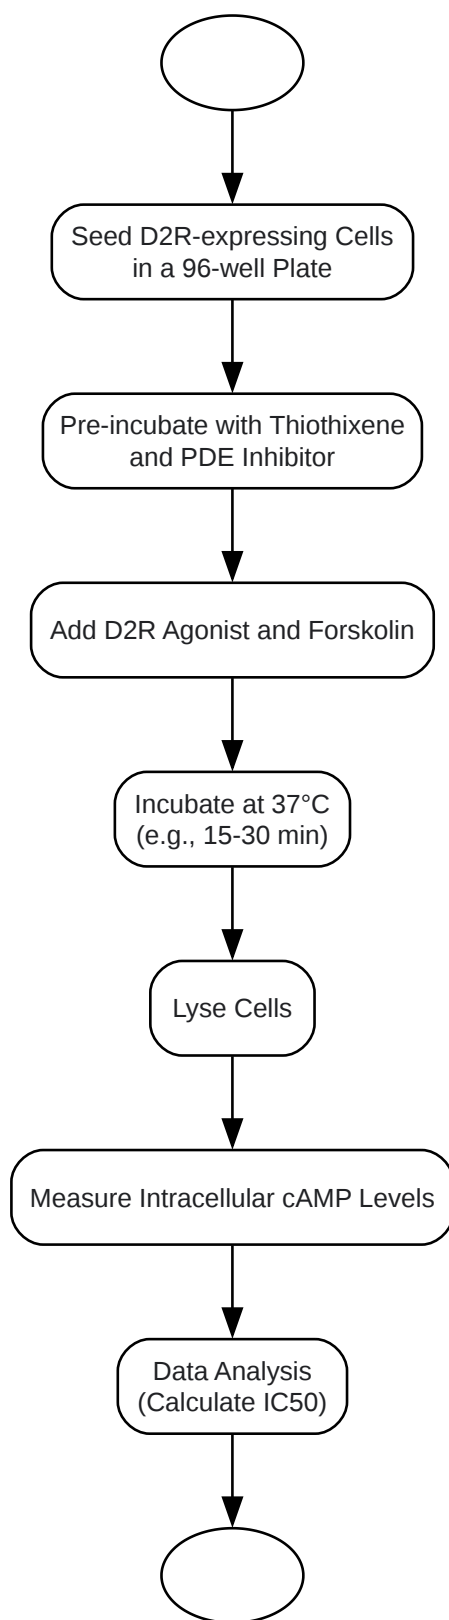 Seed D2R-expressing Cells
in a 96-well Plate
Pre-incubate with Thiothixene
and PDE Inhibitor
Add D2R Agonist and Forskolin
Incubate at 37°C
(e.g., 15-30 min)
Lyse Cells
Measure Intracellular cAMP Levels
Data Analysis
(Calculate IC50)